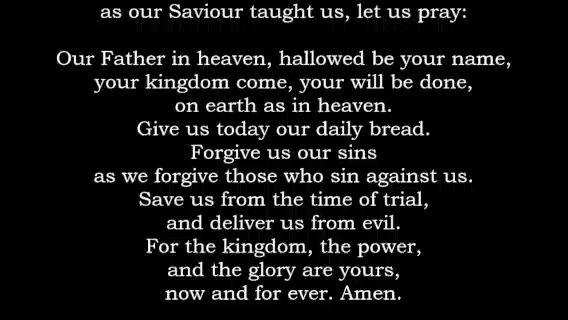 as our Saviour taught us, let us pray:
Our Father in heaven, hallowed be your name,
your kingdom come, your will be done,
on earth as in heaven.
Give us today our daily bread.
Forgive us our sins
as we forgive those who sin against us.
Save us from the time of trial,
and deliver us from evil.
For the kingdom, the power,
and the glory are yours,
now and for ever. Amen.